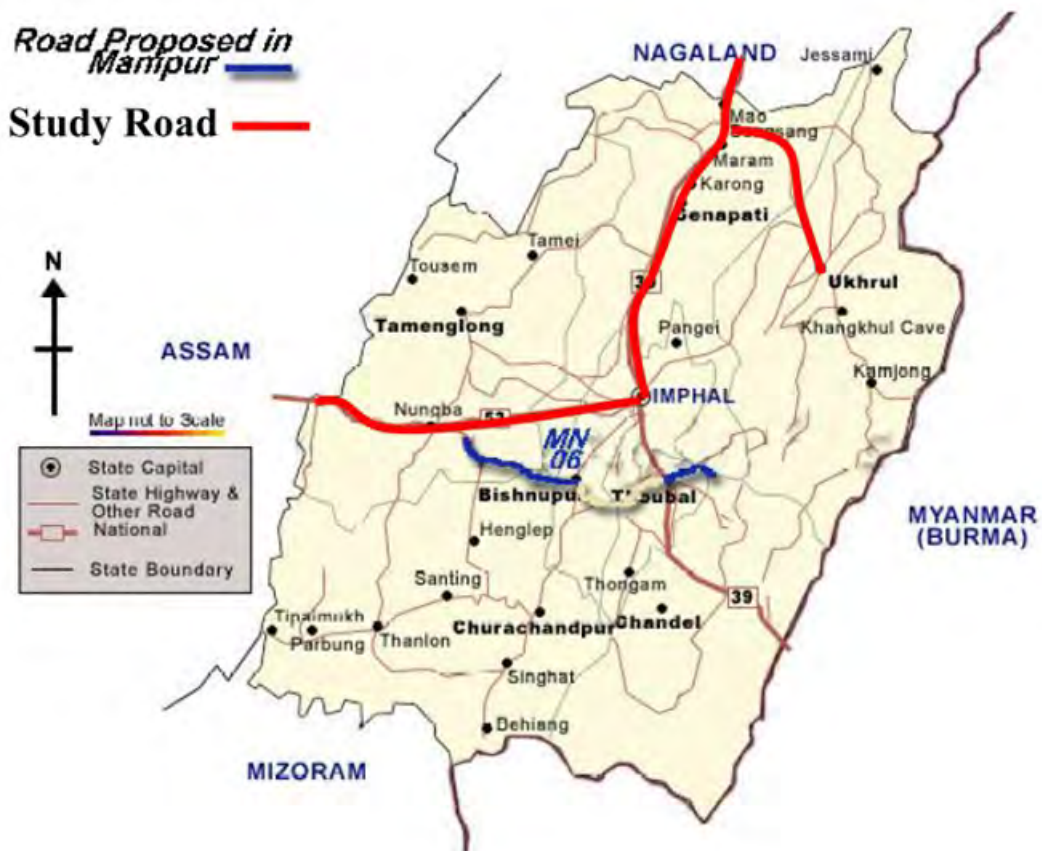 Road Proposed in
Manipur
Study Road
NAGALAND
Jessami
Mao
Maram
Karong
Senapati
N
Tamei
Tousem
39
Ukhrul
Tamenglong
Khangkhul Cave
Pangei
ASSAM
Kamjong
IMPHAL
Nungba
53
Map not to Scale
MN
06
State Capital
State Highway &
Other Road
National
State Boundary
Bishnupur
Thoubal
MYANMAR
(BURMA)
Henglep
Santing
Thongam
39
Tipaimukh
Parbung
Thanlon
Churachandpur
Chandel
Singhat
Dehiang
MIZORAM